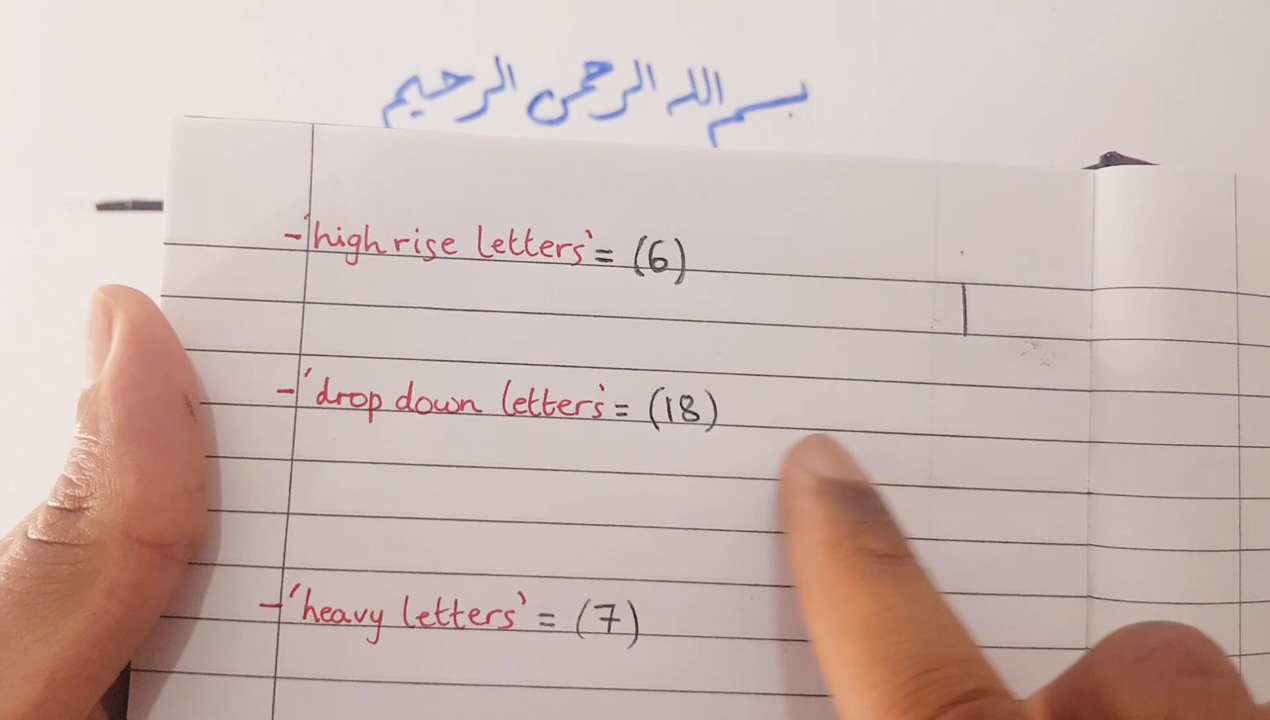 بسم الله الرحمن الرحيم
- 'high rise letters' = (6)
- 'drop down letters' = (18)
- 'heavy letters' = (7)